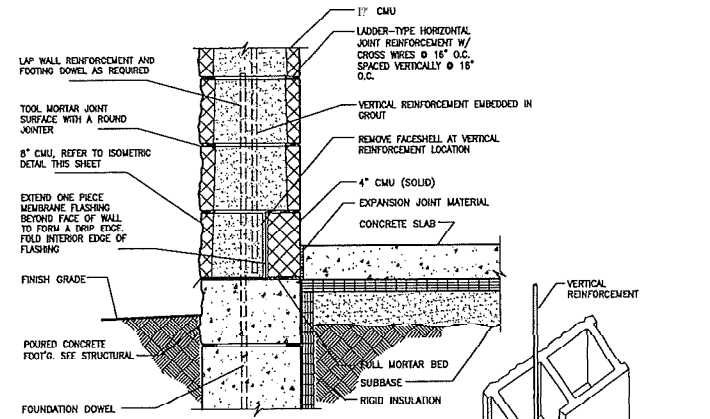 LAP WALL REINFORCEMENT AND
FOOTING DOWEL AS REQUIRED
TOOL MORTAR JOINT
SURFACE WITH A ROUND
JOINTER
8" CMU, REFER TO ISOMETRIC
DETAIL THIS SHEET
EXTEND ONE PIECE
MEMBRANE FLASHING
BEYOND FACE OF WALL
TO FORM A DRIP EDGE.
FOLD INTERIOR EDGE OF
FLASHING
FINISH GRADE
POURED CONCRETE
FOOT'G. SEE STRUCTURAL
FOUNDATION DOWEL
CMU
LADDER-TYPE HORIZONTAL
JOINT REINFORCEMENT W/
CROSS WIRES @ 16" O.C.
SPACED VERTICALLY @ 16"
O.C.
VERTICAL REINFORCEMENT EMBEDDED IN
GROUT
REMOVE FACESHELL AT VERTICAL
REINFORCEMENT LOCATION
4" CMU (SOLID)
EXPANSION JOINT MATERIAL
CONCRETE SLAB
FULL MORTAR BED
SUBBASE
RIGID INSULATION
VERTICAL
REINFORCEMENT